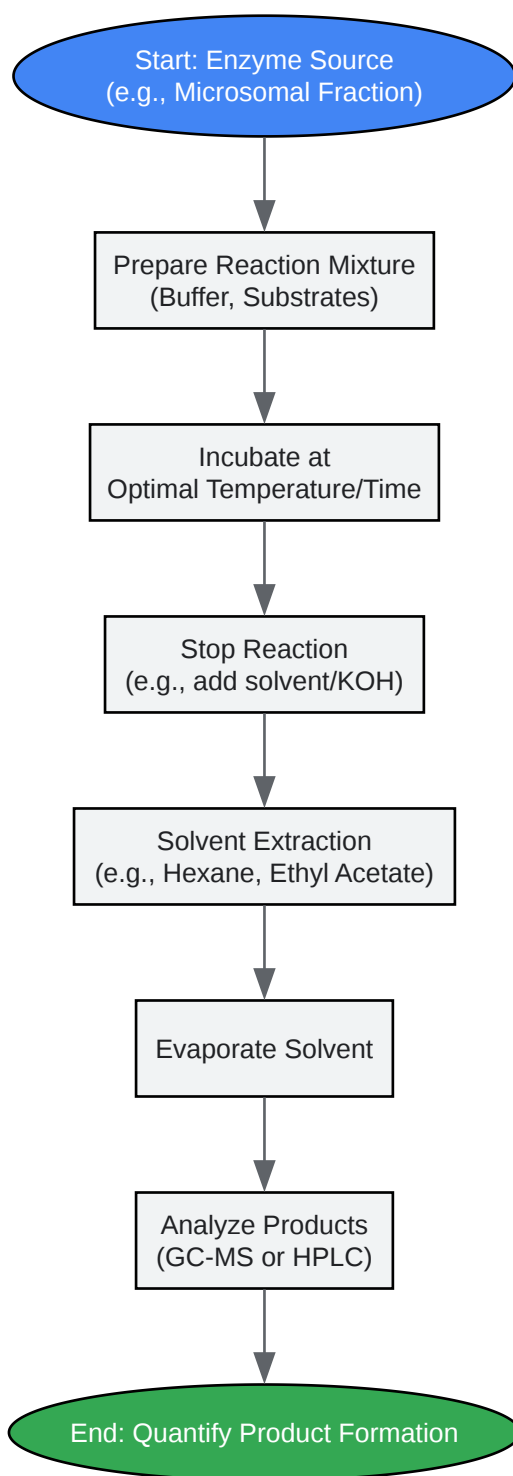 Start: Enzyme Source
(e.g., Microsomal Fraction)
Prepare Reaction Mixture
(Buffer, Substrates)
Incubate at
Optimal Temperature/Time
Stop Reaction
(e.g., add solvent/KOH)
Solvent Extraction
(e.g., Hexane, Ethyl Acetate)
Evaporate Solvent
Analyze Products
(GC-MS or HPLC)
End: Quantify Product Formation